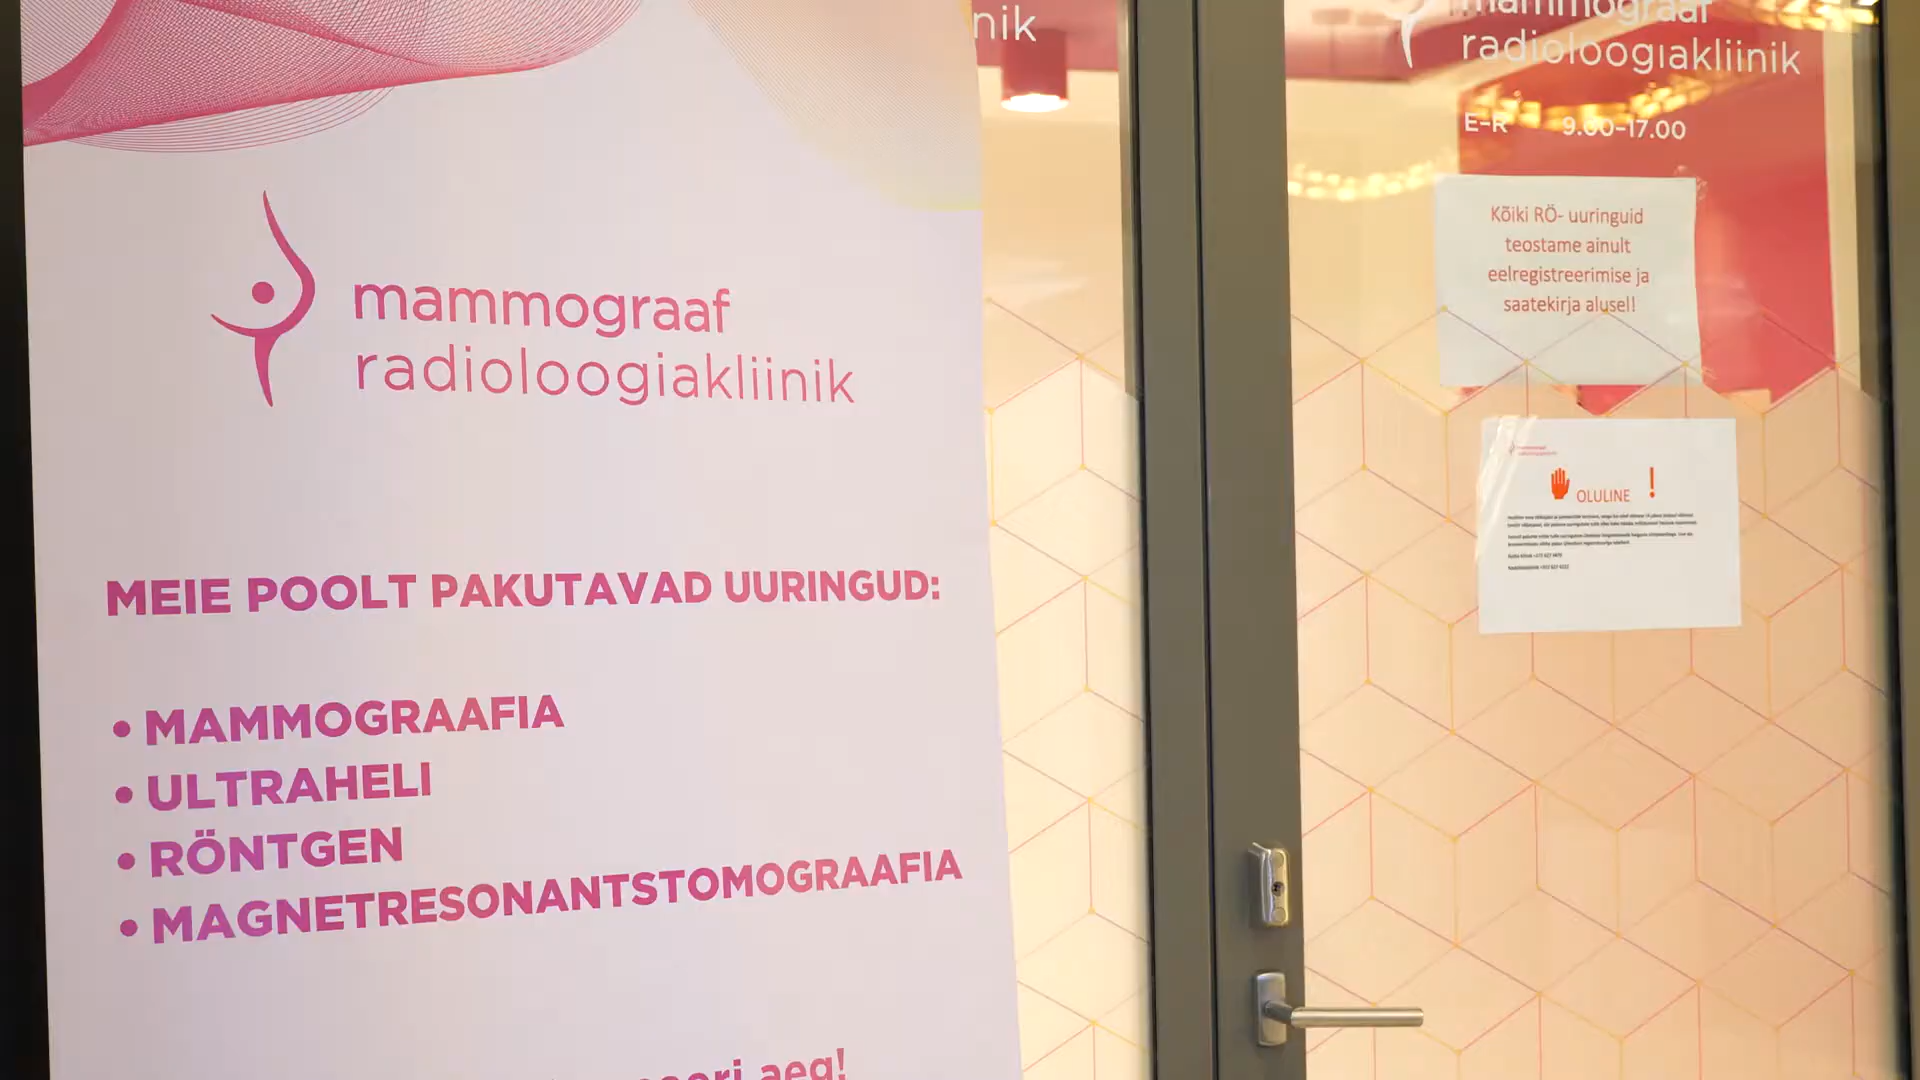 mammograaf
radioloogiakliinik
MEIE POOLT PAKUTAVAD UURINGUD:
• MAMMOGRAAFIA
• ULTRAHELI
• RÖNTGEN
• MAGNETRESONANTSTOMOGRAAFIA
aeg!
nik
mammograaf
radioloogiakliinik
E-R 9.00-17.00
Kõiki RÖ- uuringuid
teostame ainult
eelregistreerimise ja
saatekirja alusel!
OLULINE !